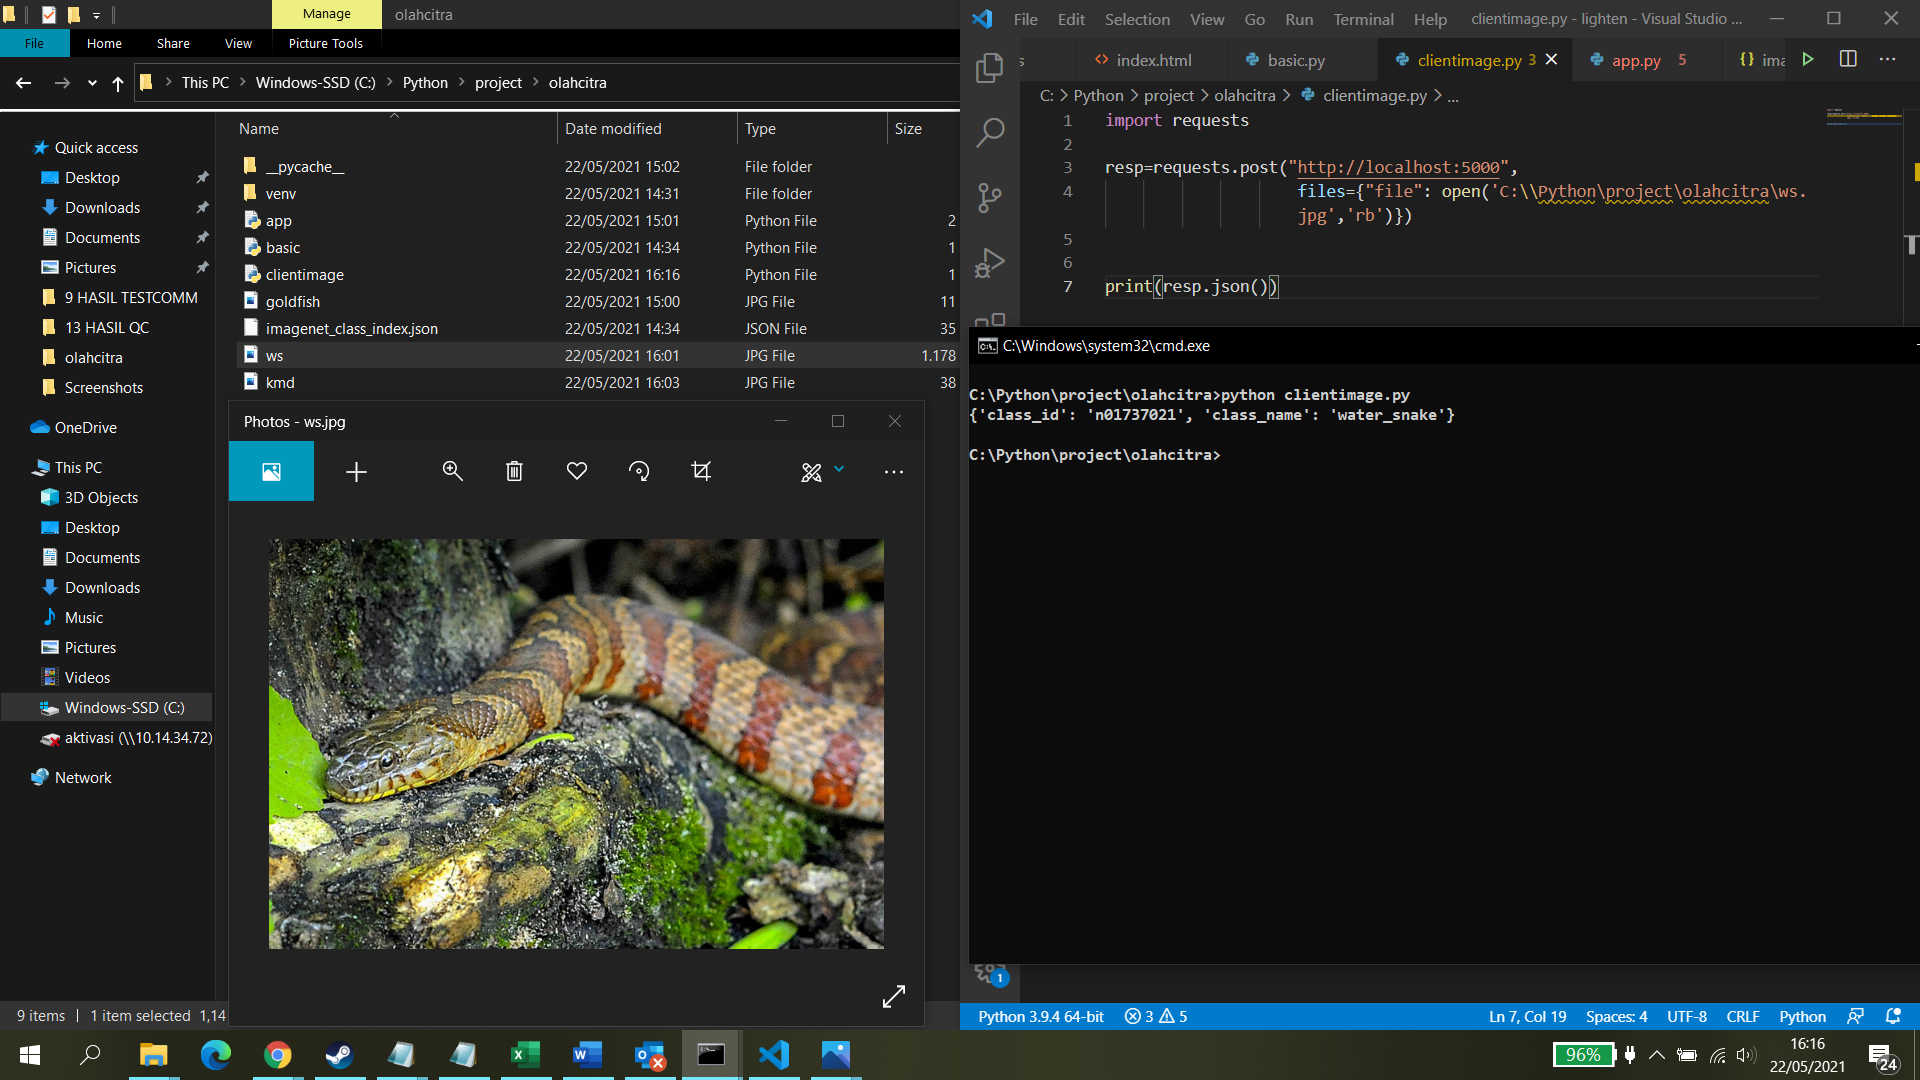 Manage
olahcitra
File
Home
Share
View
Picture Tools
This PC
Windows-SSD (C:)
Python
project
olahcitra
Name
Date modified
Type
Size
Quick access
Desktop
Downloads
Documents
Pictures
9 HASIL TESTCOMM
13 HASIL QC
olahcitra
Screenshots
OneDrive
This PC
3D Objects
Desktop
Documents
Downloads
Music
Pictures
Videos
Windows-SSD (C:)
aktivasi (\\10.14.34.72)
Network
__pycache__ 22/05/2021 15:02 File folder
venv 22/05/2021 14:31 File folder
app 22/05/2021 15:01 Python File 2
basic 22/05/2021 14:34 Python File 1
clientimage 22/05/2021 16:16 Python File 1
goldfish 22/05/2021 15:00 JPG File 11
imagenet_class_index.json 22/05/2021 14:34 JSON File 35
ws 22/05/2021 16:01 JPG File 1.178
kmd 22/05/2021 16:03 JPG File 38
Photos - ws.jpg
9 items
1 item selected 1,14
File Edit Selection View Go Run Terminal Help
clientimage.py - lighten - Visual Studio ...
s
index.html
basic.py
clientimage.py 3
app.py 5
{} ima
C: > Python > project > olahcitra > clientimage.py > ...
1 import requests
2
3 resp=requests.post("http://localhost:5000",
4 files={"file": open('C:\\Python\project\olahcitra\ws.
jpg','rb')})
5
6
7 print(resp.json())
C:\Windows\system32\cmd.exe
C:\Python\project\olahcitra>python clientimage.py
{'class_id': 'n01737021', 'class_name': 'water_snake'}
C:\Python\project\olahcitra>
1
Python 3.9.4 64-bit
3
5
Ln 7, Col 19
Spaces: 4
UTF-8
CRLF
Python
96%
16:16
22/05/2021
24